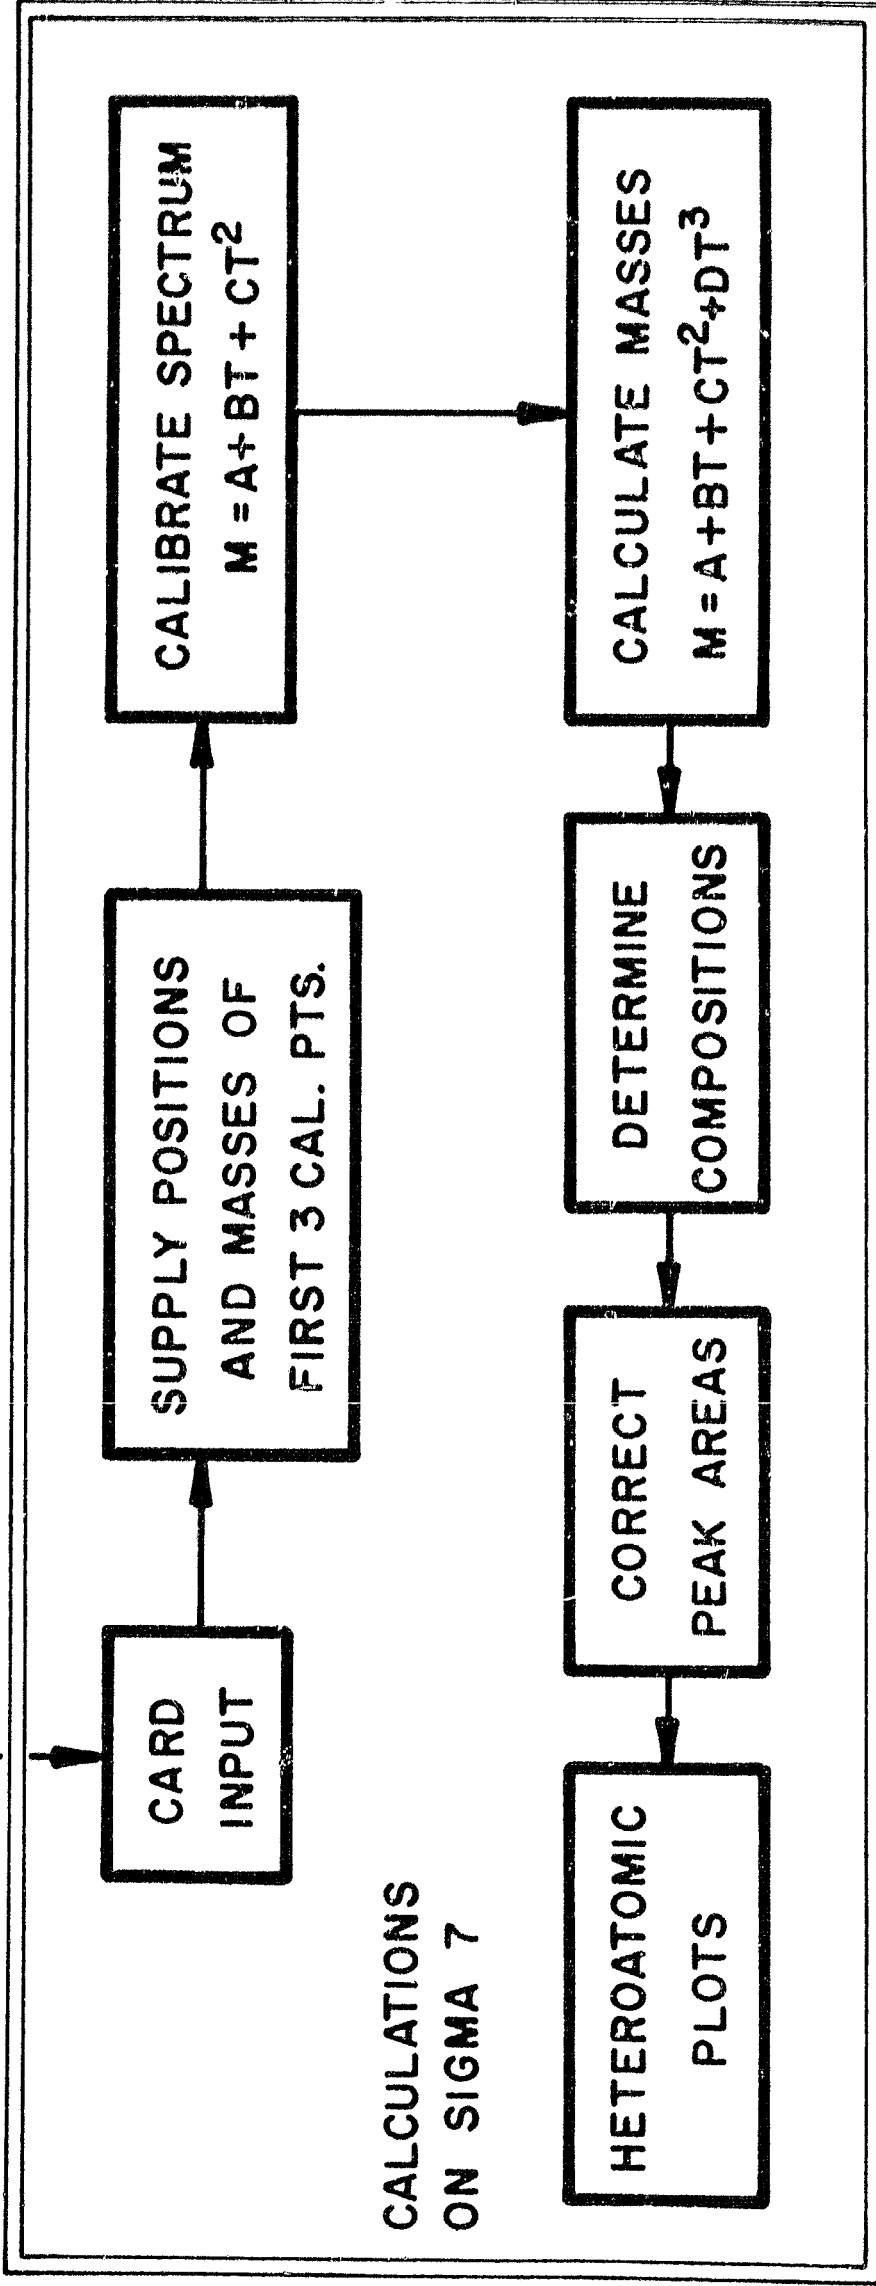 CARD
INPUT
SUPPLY POSITIONS
AND MASSES OF
FIRST 3 CAL. PTS.
CALIBRATE SPECTRUM
M = A + BT + CT²
CALCULATIONS
ON SIGMA 7
CALCULATE MASSES
M = A + BT + CT² + DT³
DETERMINE
COMPOSITIONS
CORRECT
PEAK AREAS
HETEROATOMIC
PLOTS